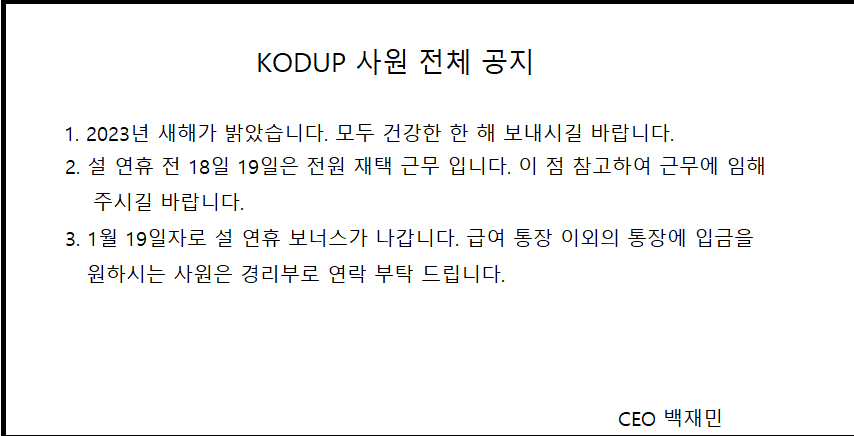 KODUP 사원 전체 공지
1. 2023년 새해가 밝았습니다. 모두 건강한 한 해 보내시길 바랍니다.
2. 설 연휴 전 18일 19일은 전원 재택 근무 입니다. 이 점 참고하여 근무에 임해
주시길 바랍니다.
3. 1월 19일자로 설 연휴 보너스가 나갑니다. 급여 통장 이외의 통장에 입금을
원하시는 사원은 경리부로 연락 부탁 드립니다.
CEO 백재민